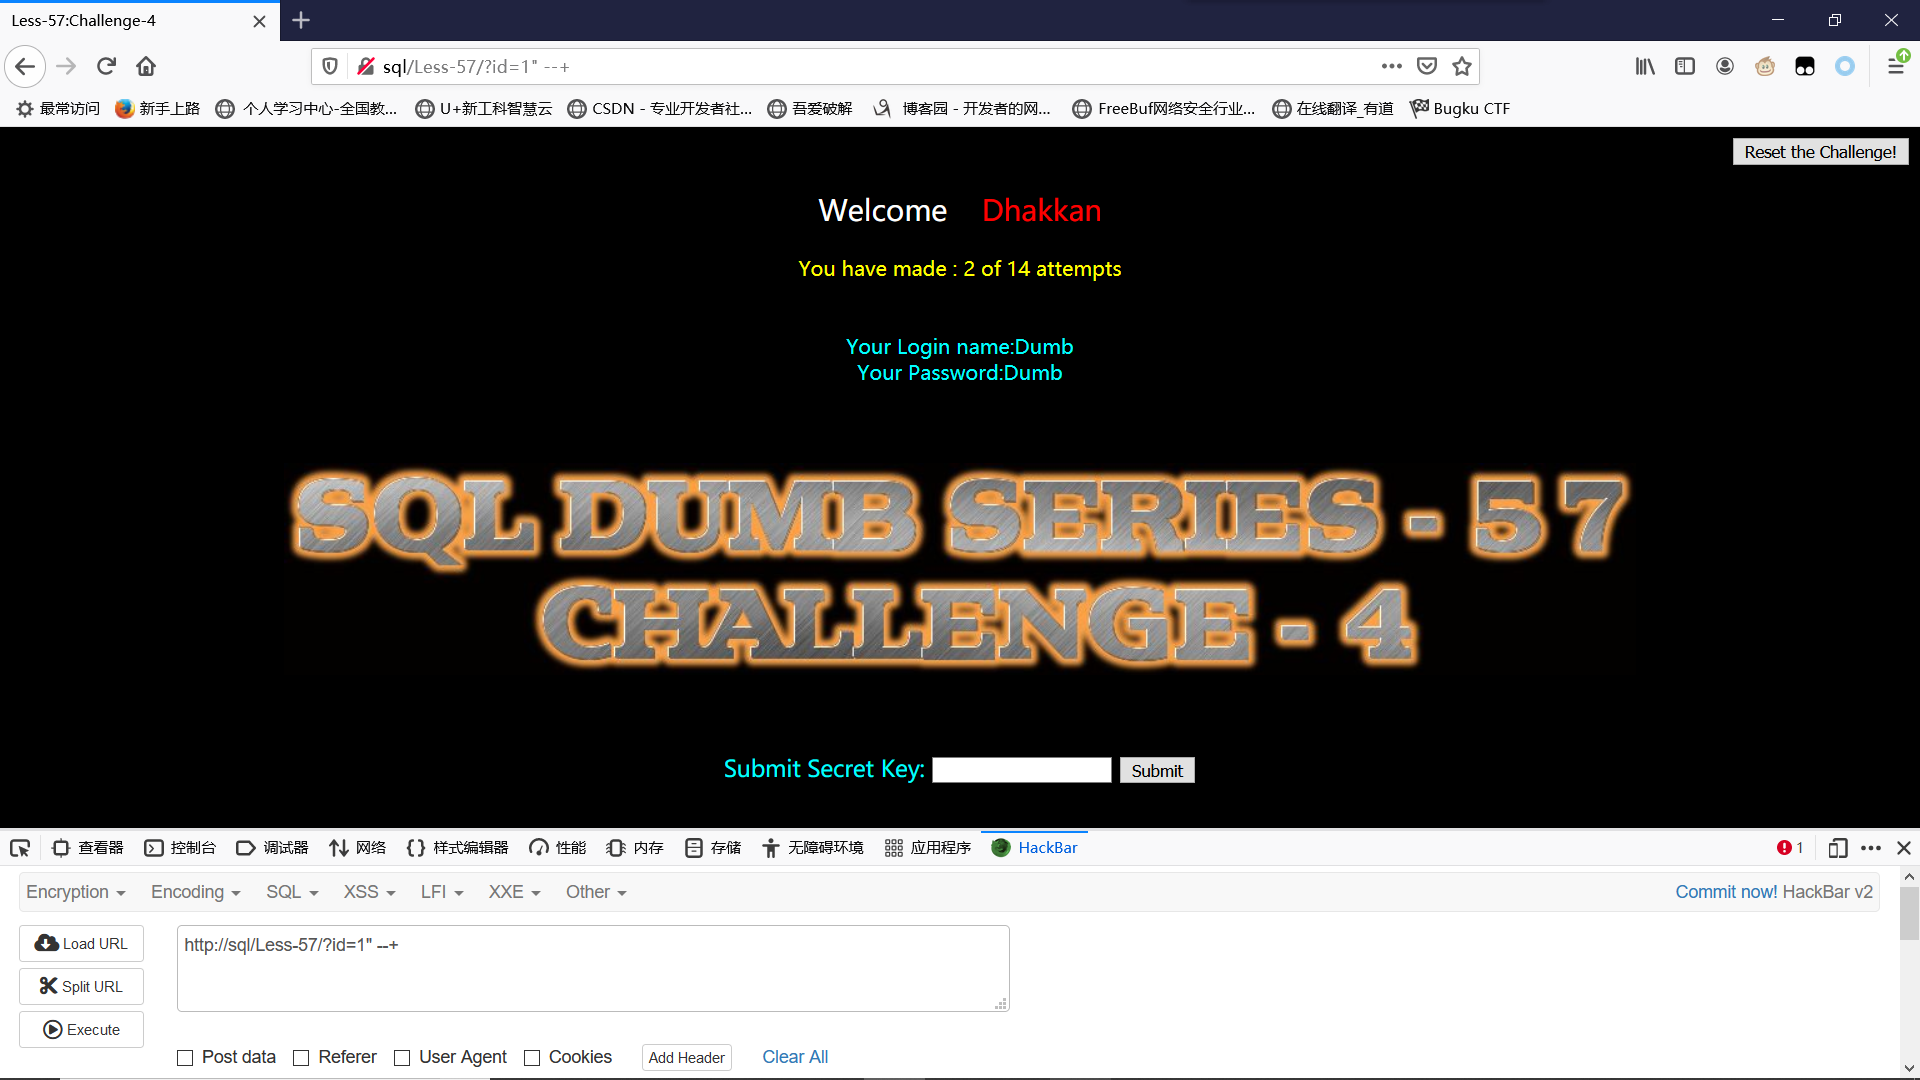 Less-57:Challenge-4
sql/Less-57/?id=1" --+
最常访问 新手上路 个人学习中心-全国教... U+新工科智慧云 CSDN - 专业开发者社... 吾爱破解 博客园 - 开发者的网... FreeBuf网络安全行业... 在线翻译_有道 Bugku CTF
Reset the Challenge!
Welcome Dhakkan
You have made : 2 of 14 attempts
Your Login name:Dumb
Your Password:Dumb
SQL DUMB SERIES - 57
CHALLENGE - 4
Submit Secret Key: Submit
查看器 控制台 调试器 网络 样式编辑器 性能 内存 存储 无障碍环境 应用程序 HackBar 1
Encryption Encoding SQL XSS LFI XXE Other Commit now! HackBar v2
Load URL http://sql/Less-57/?id=1" --+
Split URL
Execute
Post data Referer User Agent Cookies Add Header Clear All